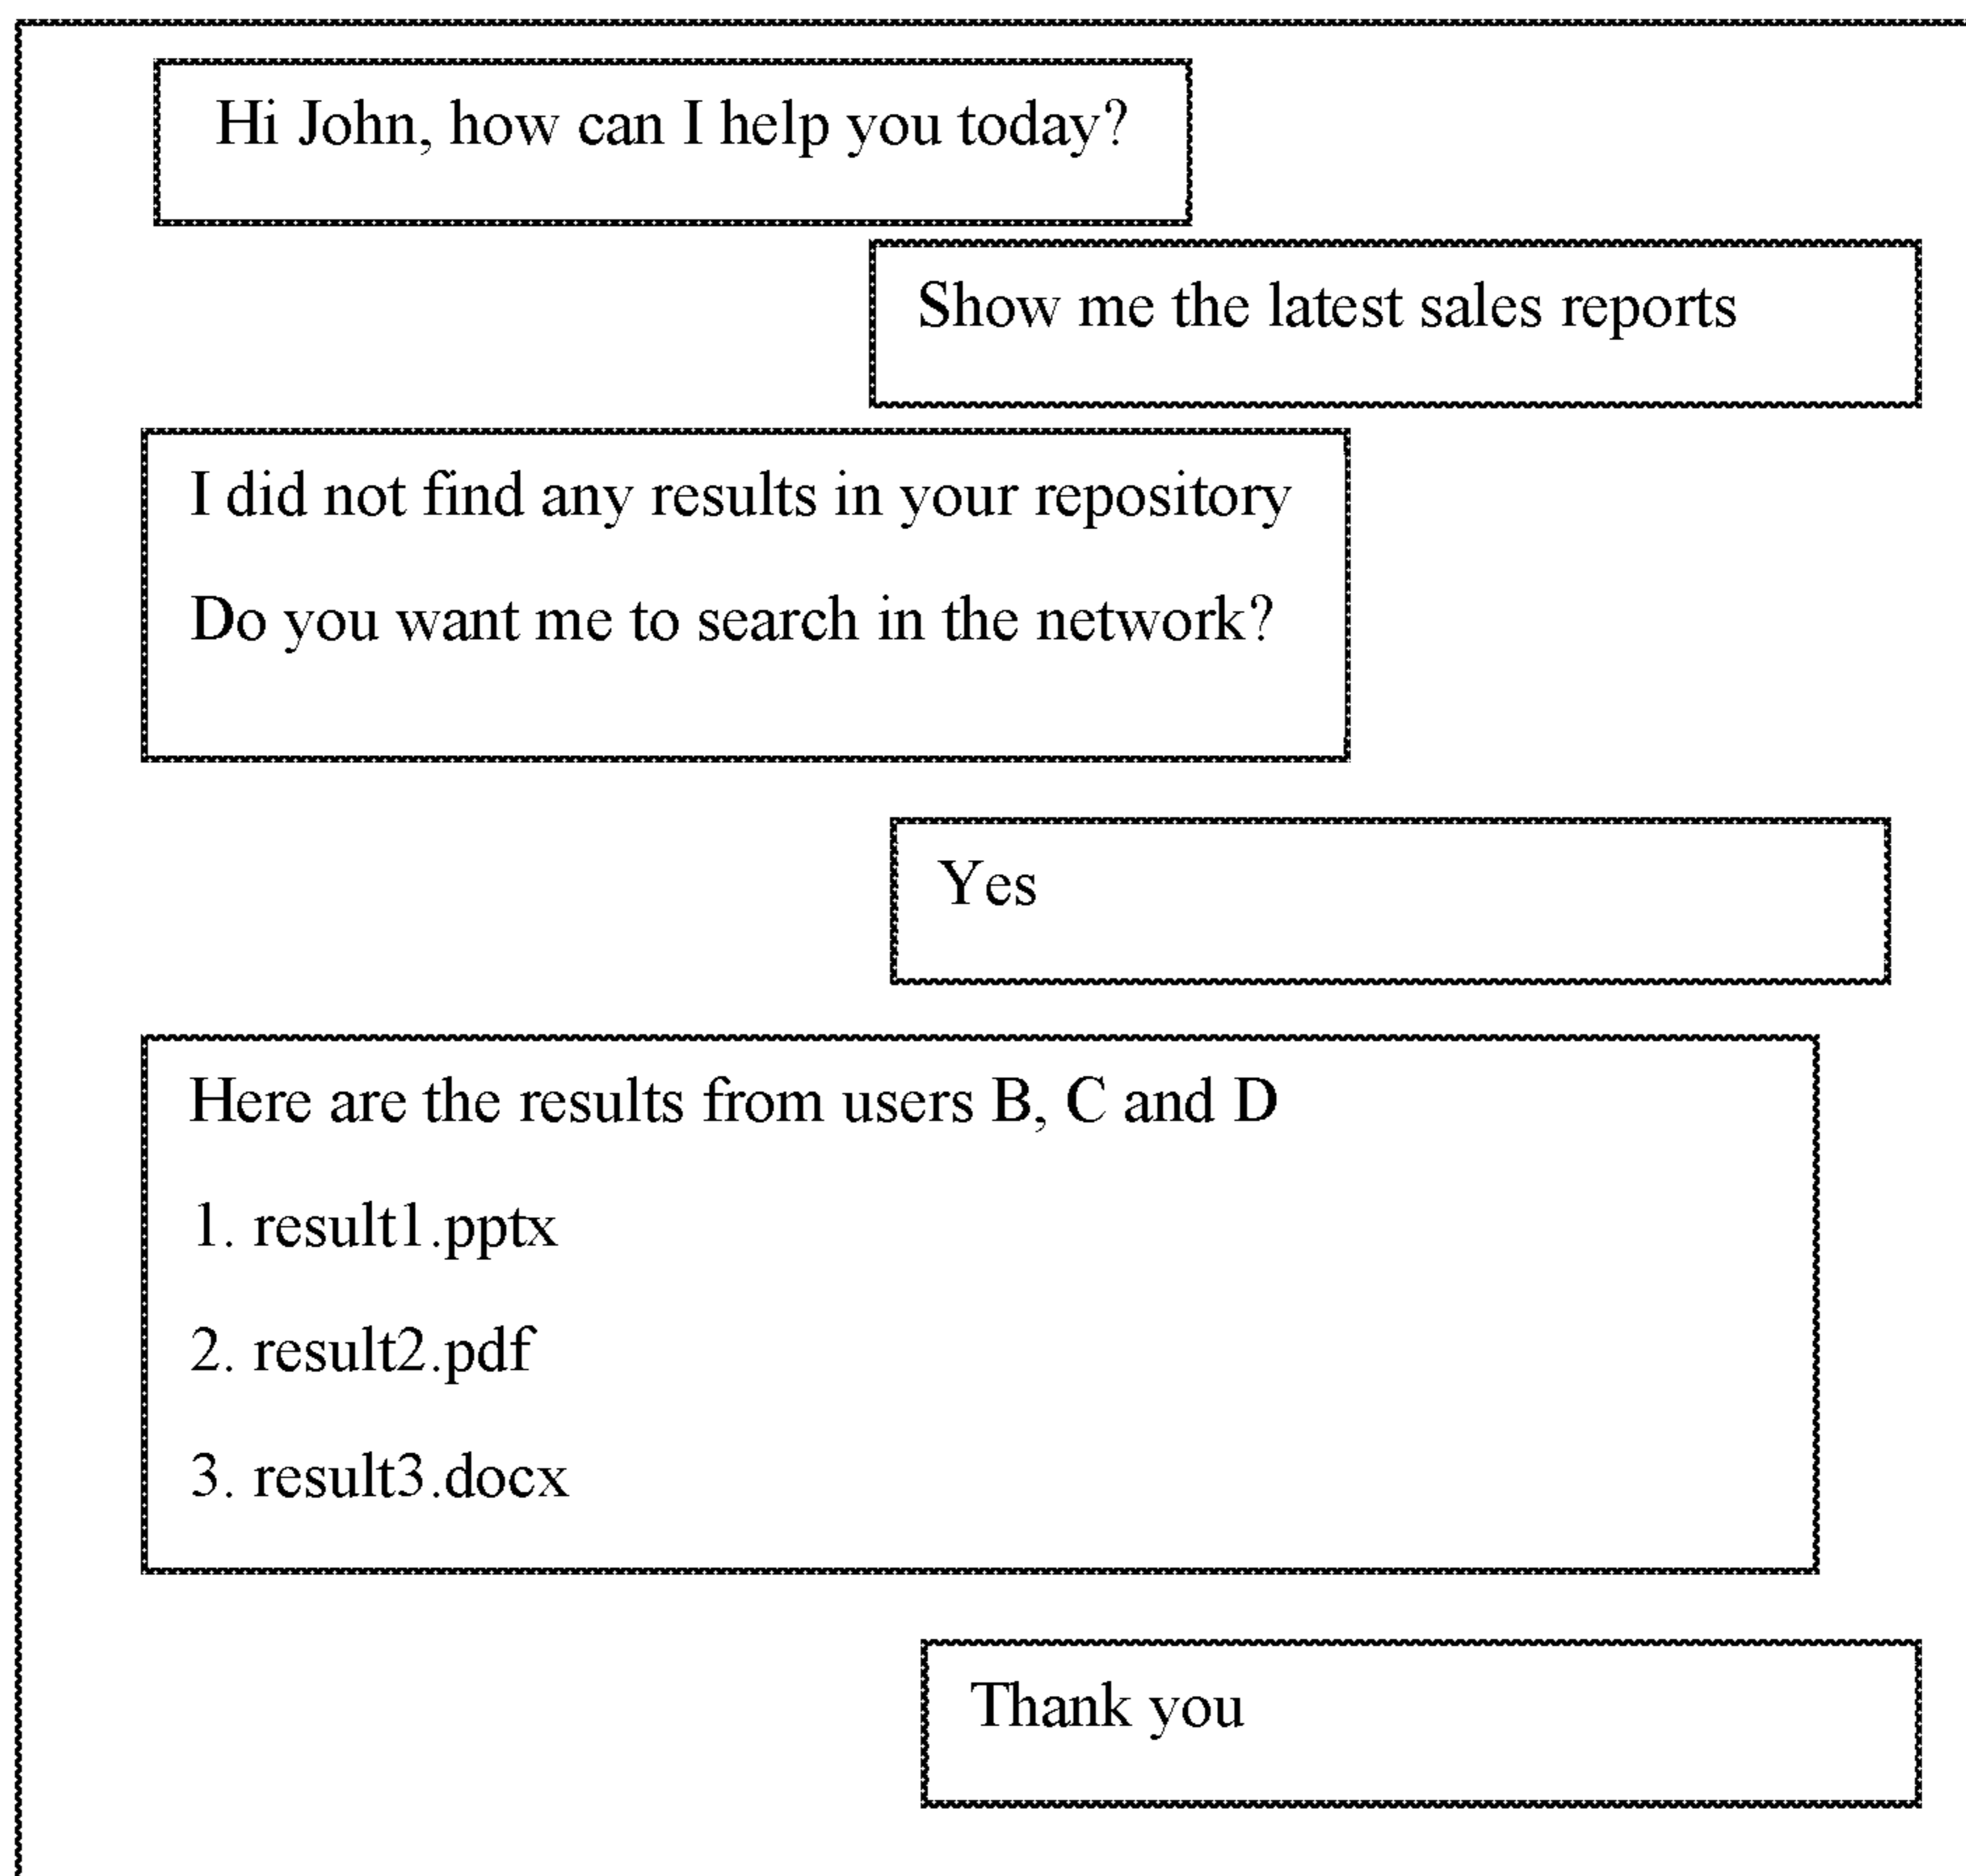 Hi John, how can I help you today?
Show me the latest sales reports
I did not find any results in your repository
Do you want me to search in the network?
Yes
Here are the results from users B, C and D
1. result1.pptx
2. result2.pdf
3. result3.docx
Thank you